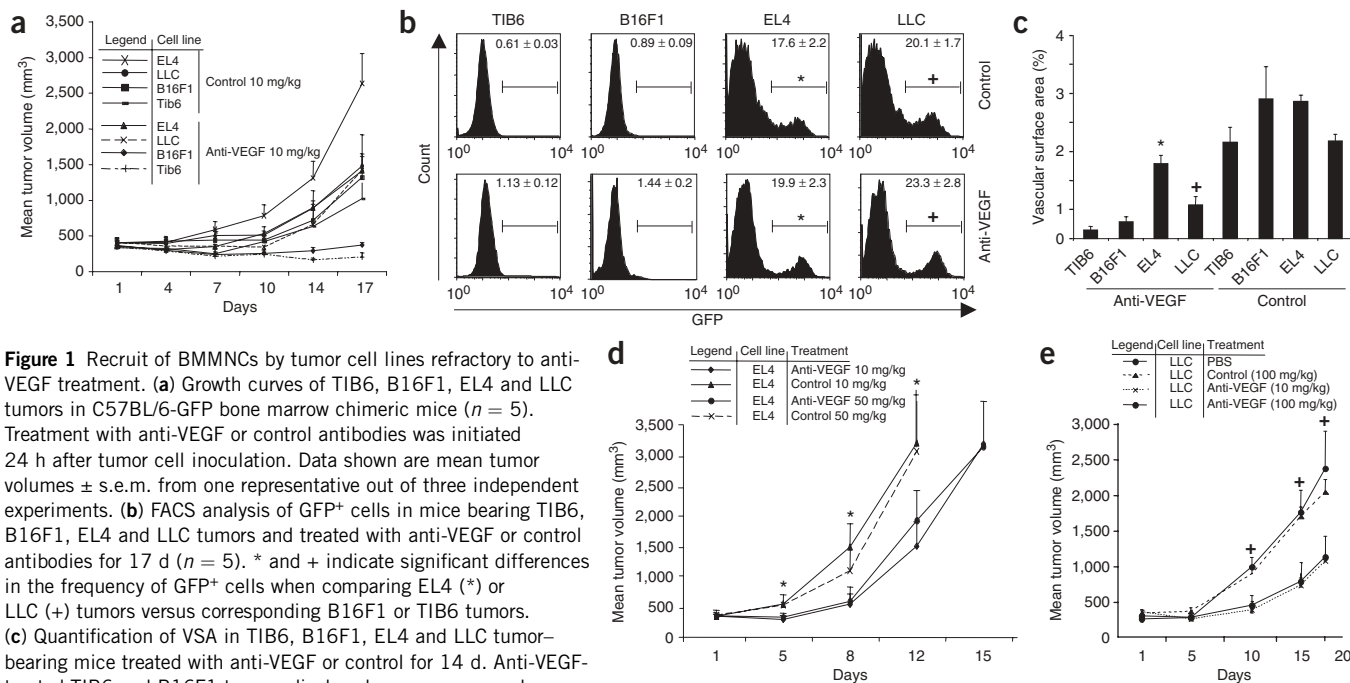 a
3,500
3,000
2,500
2,000
1,500
1,000
500
0
Mean tumor volume (mm³)
Legend Cell line
EL4
LLC
B16F1
Tib6
Control 10 mg/kg
EL4
LLC
B16F1
Tib6
Anti-VEGF 10 mg/kg
1 4 7 10 14 17
Days
b
TIB6 B16F1 EL4 LLC
0.61 ± 0.03 0.89 ± 0.09 17.6 ± 2.2 20.1 ± 1.7
* +
Control
10⁰ 10⁴ 10⁰ 10⁴ 10⁰ 10⁴ 10⁰ 10⁴
1.13 ± 0.12 1.44 ± 0.2 19.9 ± 2.3 23.3 ± 2.8
* +
Anti-VEGF
10⁰ 10⁴ 10⁰ 10⁴ 10⁰ 10⁴ 10⁰ 10⁴
Count
GFP
c
Vascular surface area (%)
3
2
1
0
* +
TIB6 B16F1 EL4 LLC TIB6 B16F1 EL4 LLC
Anti-VEGF Control
Figure 1 Recruit of BMMNCs by tumor cell lines refractory to anti-
VEGF treatment. (a) Growth curves of TIB6, B16F1, EL4 and LLC
tumors in C57BL/6-GFP bone marrow chimeric mice (n = 5).
Treatment with anti-VEGF or control antibodies was initiated
24 h after tumor cell inoculation. Data shown are mean tumor
volumes ± s.e.m. from one representative out of three independent
experiments. (b) FACS analysis of GFP⁺ cells in mice bearing TIB6,
B16F1, EL4 and LLC tumors and treated with anti-VEGF or control
antibodies for 17 d (n = 5). * and + indicate significant differences
in the frequency of GFP⁺ cells when comparing EL4 (*) or
LLC (+) tumors versus corresponding B16F1 or TIB6 tumors.
(c) Quantification of VSA in TIB6, B16F1, EL4 and LLC tumor–
bearing mice treated with anti-VEGF or control for 14 d. Anti-VEGF-
d
Legend Cell line Treatment
EL4 Anti-VEGF 10 mg/kg
EL4 Control 10 mg/kg
EL4 Anti-VEGF 50 mg/kg
EL4 Control 50 mg/kg
3,500
3,000
2,500
2,000
1,500
1,000
500
0
Mean tumor volume (mm³)
* * *
1 5 8 12 15
Days
e
Legend Cell line Treatment
LLC PBS
LLC Control (100 mg/kg)
LLC Anti-VEGF (10 mg/kg)
LLC Anti-VEGF (100 mg/kg)
3,000
2,500
2,000
1,500
1,000
500
0
Mean tumor volume (mm³)
+ + +
1 5 10 15 20
Days